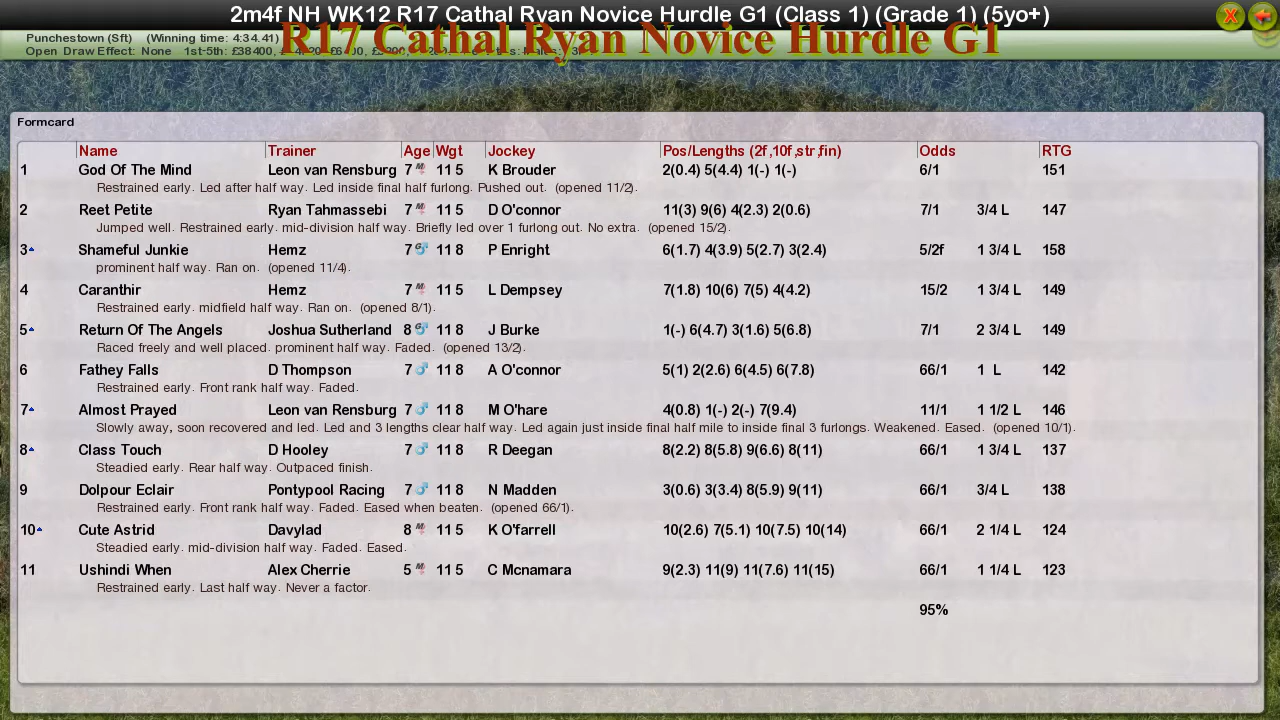 2m4f NH WK12 R17 Cathal Ryan Novice Hurdle G1 (Class 1) (Grade 1) (5yo+)
R17 Cathal Ryan Novice Hurdle G1
Punchestown (Sft) (Winning time: 4:34.41)
Open Draw Effect: None 1st-5th: £38400,
Formcard
Name Trainer Age Wgt Jockey Pos/Lengths (2f,10f,str,fin) Odds RTG
1 God Of The Mind Leon van Rensburg 7 11 5 K Brouder 2(0.4) 5(4.4) 1(-) 1(-) 6/1 151
Restrained early. Led after half way. Led inside final half furlong. Pushed out. (opened 11/2).
2 Reet Petite Ryan Tahmassebi 7 11 5 D O'connor 11(3) 9(6) 4(2.3) 2(0.6) 7/1 3/4 L 147
Jumped well. Restrained early. mid-division half way. Briefly led over 1 furlong out. No extra. (opened 15/2).
3 Shameful Junkie Hemz 7 11 8 P Enright 6(1.7) 4(3.9) 5(2.7) 3(2.4) 5/2f 1 3/4 L 158
prominent half way. Ran on. (opened 11/4).
4 Caranthir Hemz 7 11 5 L Dempsey 7(1.8) 10(6) 7(5) 4(4.2) 15/2 1 3/4 L 149
Restrained early. midfield half way. Ran on. (opened 8/1).
5 Return Of The Angels Joshua Sutherland 8 11 8 J Burke 1(-) 6(4.7) 3(1.6) 5(6.8) 7/1 2 3/4 L 149
Raced freely and well placed. prominent half way. Faded. (opened 13/2).
6 Fathey Falls D Thompson 7 11 8 A O'connor 5(1) 2(2.6) 6(4.5) 6(7.8) 66/1 1 L 142
Restrained early. Front rank half way. Faded.
7 Almost Prayed Leon van Rensburg 7 11 8 M O'hare 4(0.8) 1(-) 2(-) 7(9.4) 11/1 1 1/2 L 146
Slowly away, soon recovered and led. Led and 3 lengths clear half way. Led again just inside final half mile to inside final 3 furlongs. Weakened. Eased. (opened 10/1).
8 Class Touch D Hooley 7 11 8 R Deegan 8(2.2) 8(5.8) 9(6.6) 8(11) 66/1 1 3/4 L 137
Steadied early. Rear half way. Outpaced finish.
9 Dolpour Eclair Pontypool Racing 7 11 8 N Madden 3(0.6) 3(3.4) 8(5.9) 9(11) 66/1 3/4 L 138
Restrained early. Front rank half way. Faded. Eased when beaten. (opened 66/1).
10 Cute Astrid Davylad 8 11 5 K O'farrell 10(2.6) 7(5.1) 10(7.5) 10(14) 66/1 2 1/4 L 124
Steadied early. mid-division half way. Faded. Eased.
11 Ushindi When Alex Cherrie 5 11 5 C Mcnamara 9(2.3) 11(9) 11(7.6) 11(15) 66/1 1 1/4 L 123
Restrained early. Last half way. Never a factor.
95%